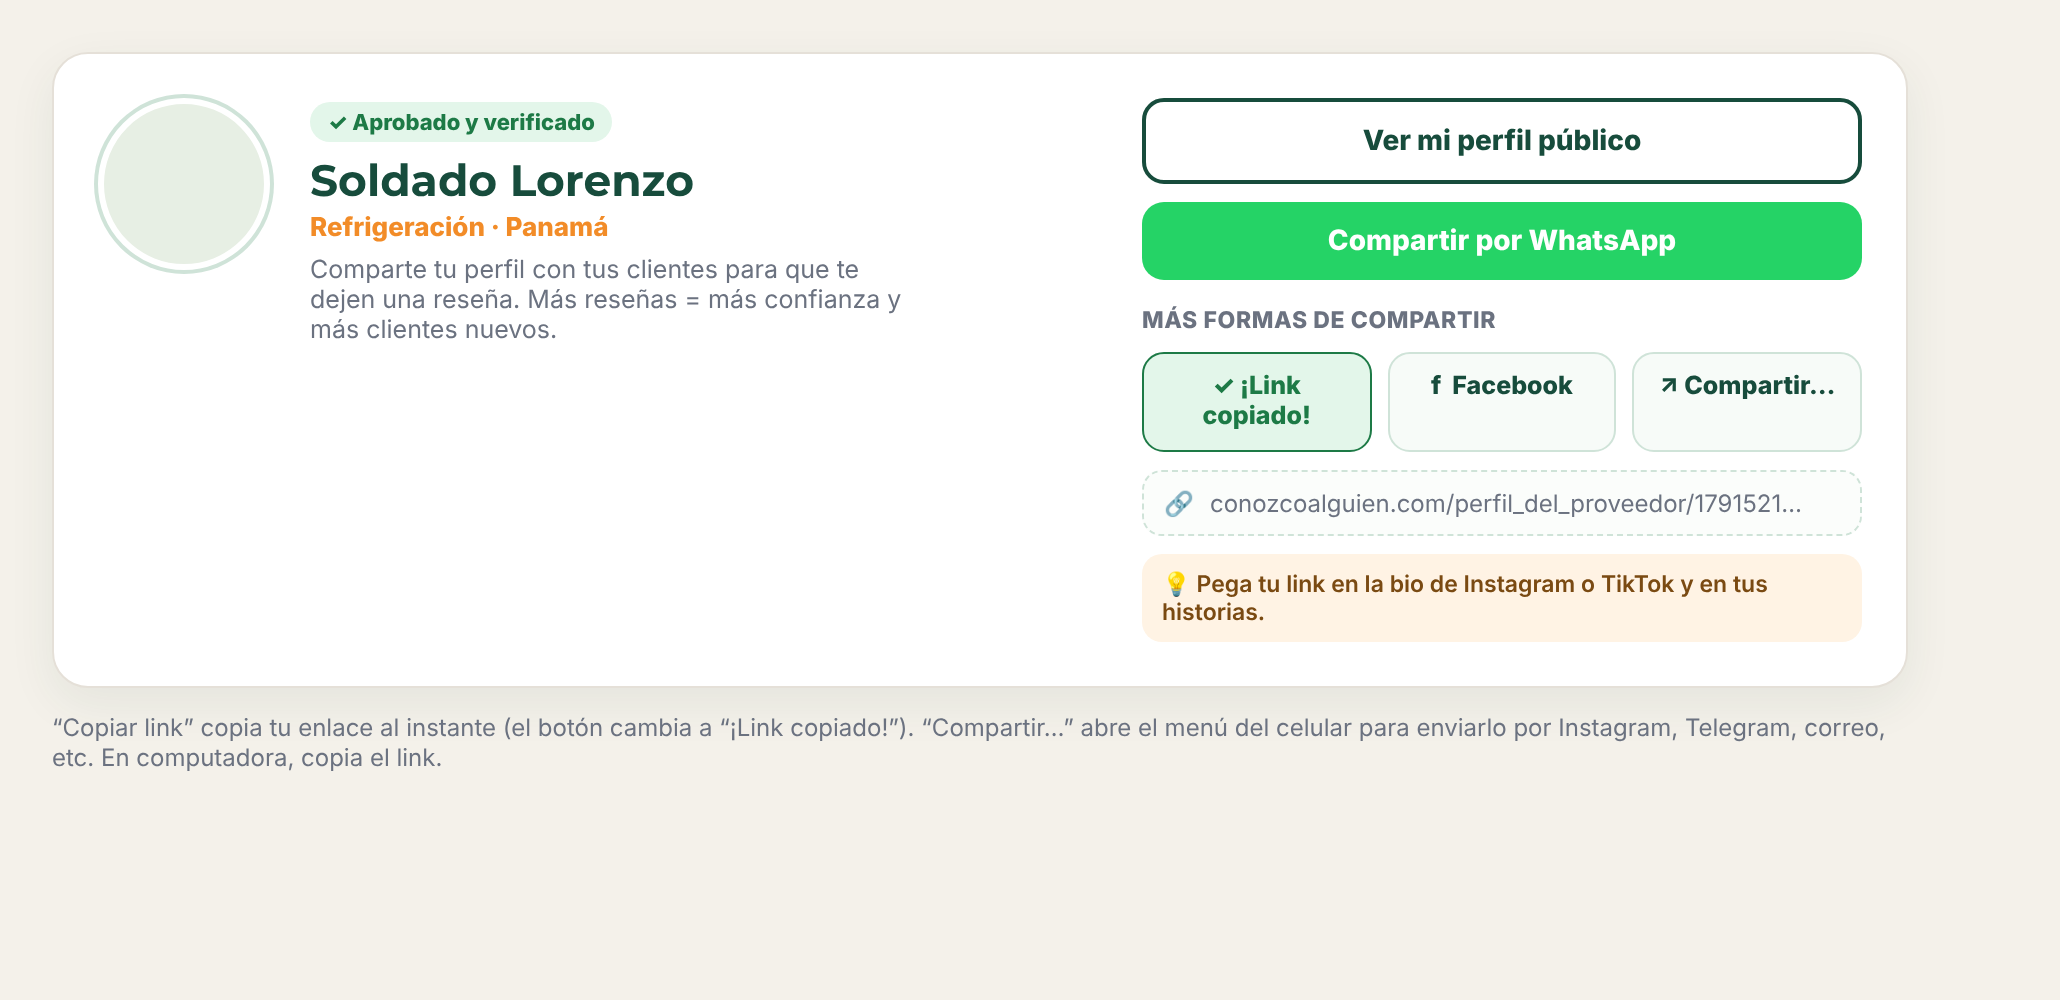 ✓ Aprobado y verificado
Soldado Lorenzo
Refrigeración · Panamá
Comparte tu perfil con tus clientes para que te
dejen una reseña. Más reseñas = más confianza y
más clientes nuevos.
Ver mi perfil público
Compartir por WhatsApp
MÁS FORMAS DE COMPARTIR
✓ ¡Link
copiado!
f Facebook
↗ Compartir...
🔗 conozcoalguien.com/perfil_del_proveedor/1791521...
💡 Pega tu link en la bio de Instagram o TikTok y en tus
historias.
“Copiar link” copia tu enlace al instante (el botón cambia a “¡Link copiado!”). “Compartir...” abre el menú del celular para enviarlo por Instagram, Telegram, correo,
etc. En computadora, copia el link.